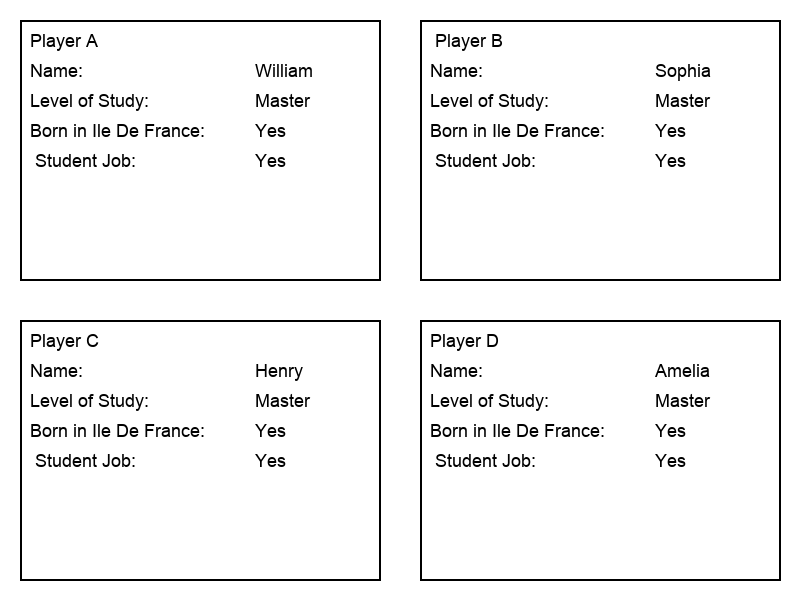 Player A
Name: William
Level of Study: Master
Born in Ile De France: Yes
Student Job: Yes
Player B
Name: Sophia
Level of Study: Master
Born in Ile De France: Yes
Student Job: Yes
Player C
Name: Henry
Level of Study: Master
Born in Ile De France: Yes
Student Job: Yes
Player D
Name: Amelia
Level of Study: Master
Born in Ile De France: Yes
Student Job: Yes